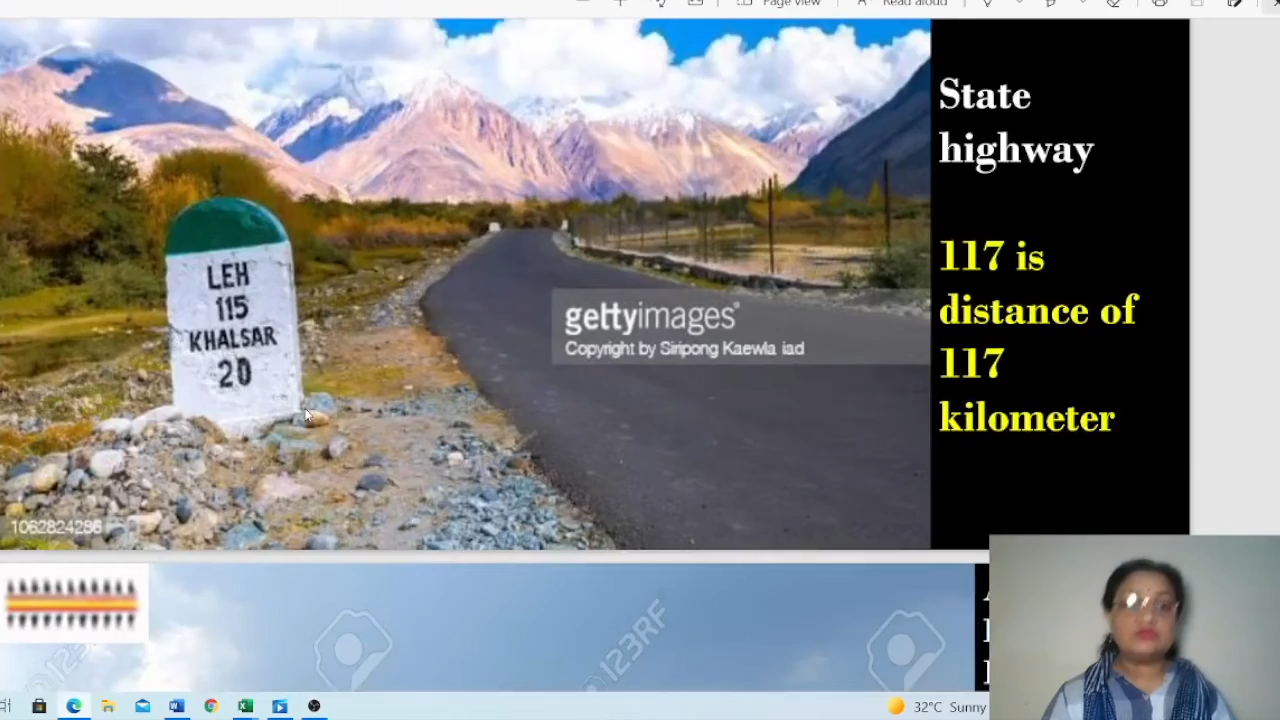 Page view
Read aloud
State
highway
117 is
distance of
117
kilometer
LEH
115
KHALSAR
20
gettyimages®
Copyright by Siripong Kaewla iad
1062824286
123RF
32°C Sunny